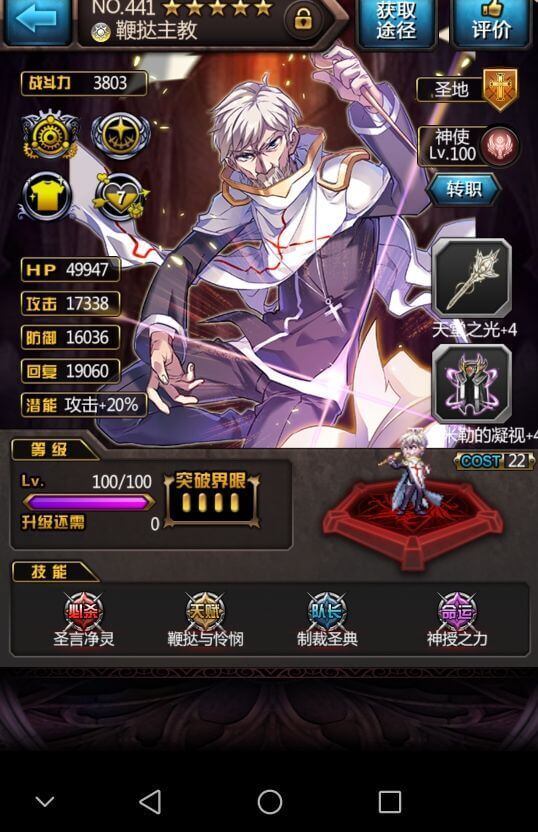 NO.441
鞭挞主教
获取
途径
评价
战斗力 3803
圣地
神使
Lv.100
转职
7
HP 49947
攻击 17338
防御 16036
回复 19060
潜能 攻击+20%
天堂之光+4
米勒的凝视+4
COST 22
等级
Lv. 100/100
突破界限
升级还需 0
技能
必杀
天赋
队长
命运
圣言净灵
鞭挞与怜悯
制裁圣典
神授之力